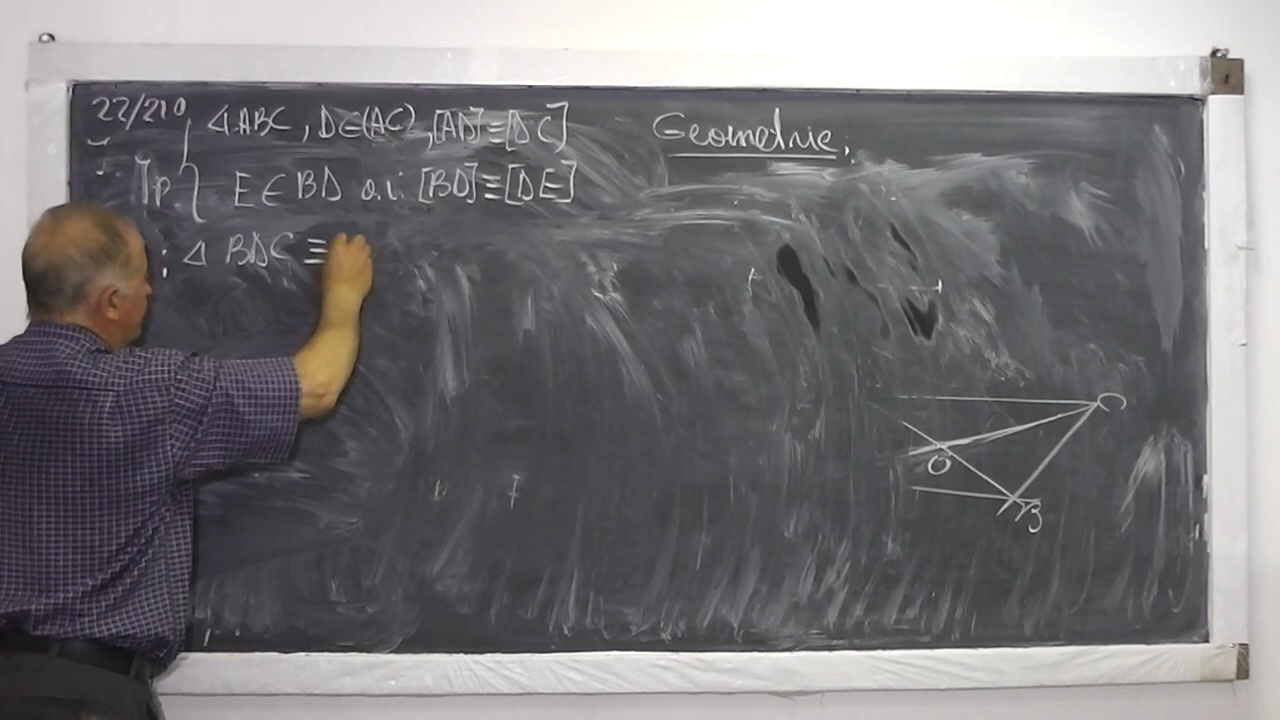 22/210
△ABC, D∈(AC), [AD]≡[DC]
Geometrie:
Ip. { E∈BD a.î. [BD]≡[DE]
: △ BDC ≡
C
O
B